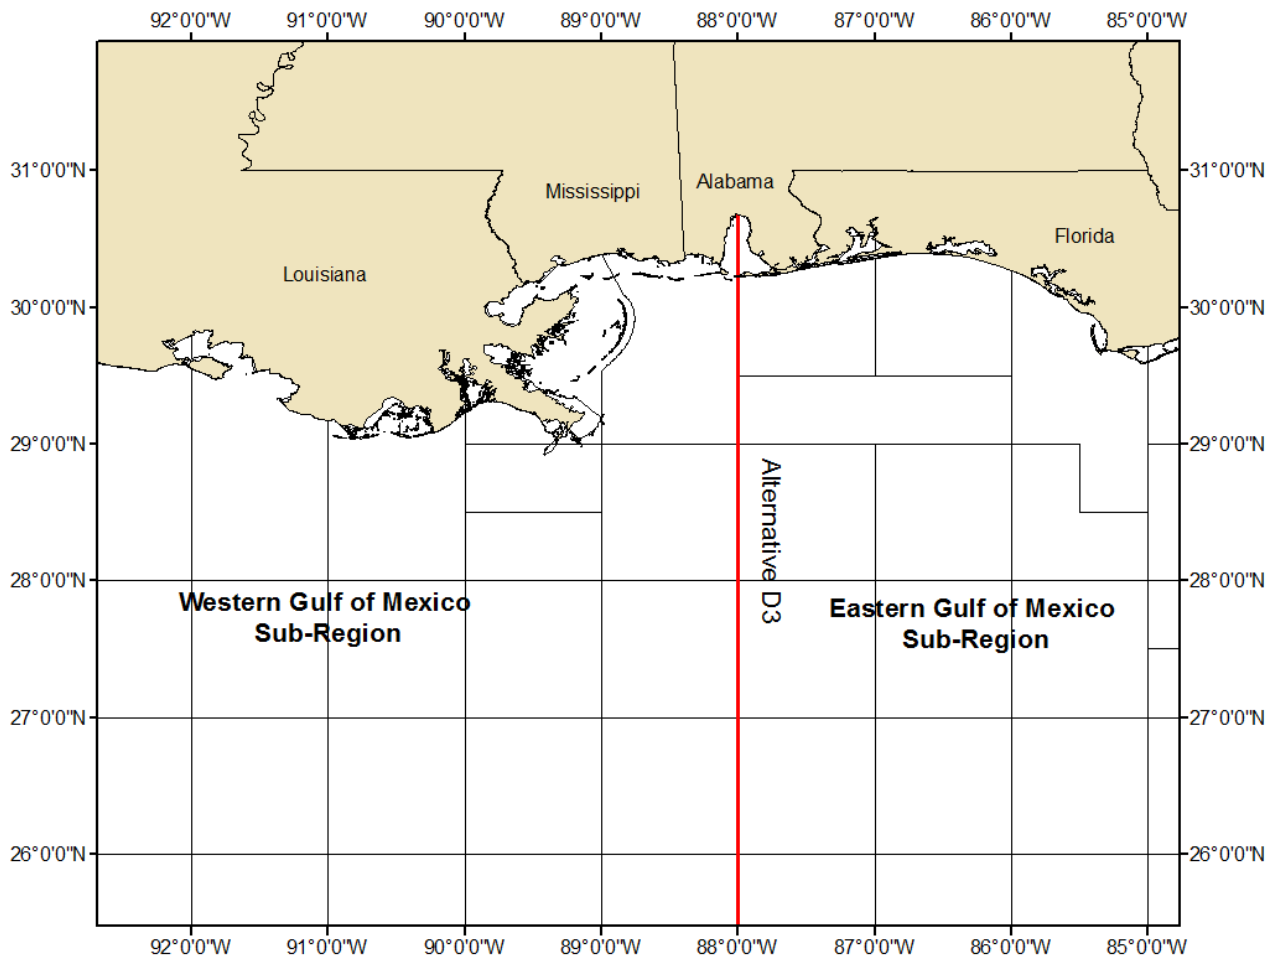 92°0'0"W 91°0'0"W 90°0'0"W 89°0'0"W 88°0'0"W 87°0'0"W 86°0'0"W 85°0'0"W
31°0'0"N 31°0'0"N
Alabama
Mississippi
Florida
Louisiana
30°0'0"N 30°0'0"N
29°0'0"N 29°0'0"N
Alternative D3
28°0'0"N 28°0'0"N
Western Gulf of Mexico
Sub-Region
Eastern Gulf of Mexico
Sub-Region
27°0'0"N 27°0'0"N
26°0'0"N 26°0'0"N
92°0'0"W 91°0'0"W 90°0'0"W 89°0'0"W 88°0'0"W 87°0'0"W 86°0'0"W 85°0'0"W